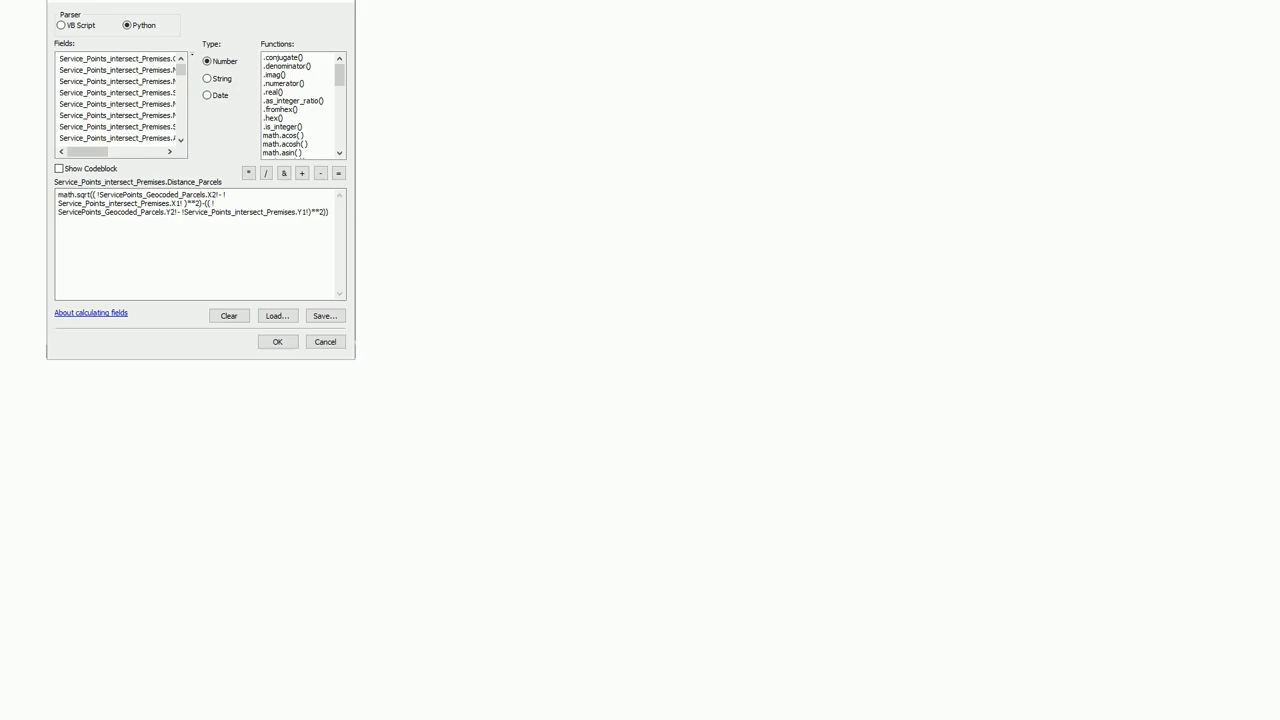 Parser
VB Script
Python
Fields:
Type:
Functions:
Service_Points_intersect_Premises.
Service_Points_intersect_Premises.
Service_Points_intersect_Premises.
Service_Points_intersect_Premises.
Service_Points_intersect_Premises.
Service_Points_intersect_Premises.
Service_Points_intersect_Premises.
Service_Points_intersect_Premises.
Number
String
Date
.conjugate()
.denominator()
.imag()
.numerator()
.real()
.as_integer_ratio()
.fromhex()
.hex()
.is_integer()
math.acos( )
math.acosh( )
math.asin( )
Show Codeblock
* / & + - =
Service_Points_intersect_Premises.Distance_Parcels
math.sqrt(( !ServicePoints_Geocoded_Parcels.X2!- !
Service_Points_intersect_Premises.X1! )**2)-(( !
ServicePoints_Geocoded_Parcels.Y2!- !Service_Points_intersect_Premises.Y1!)**2))
About calculating fields
Clear
Load...
Save...
OK
Cancel